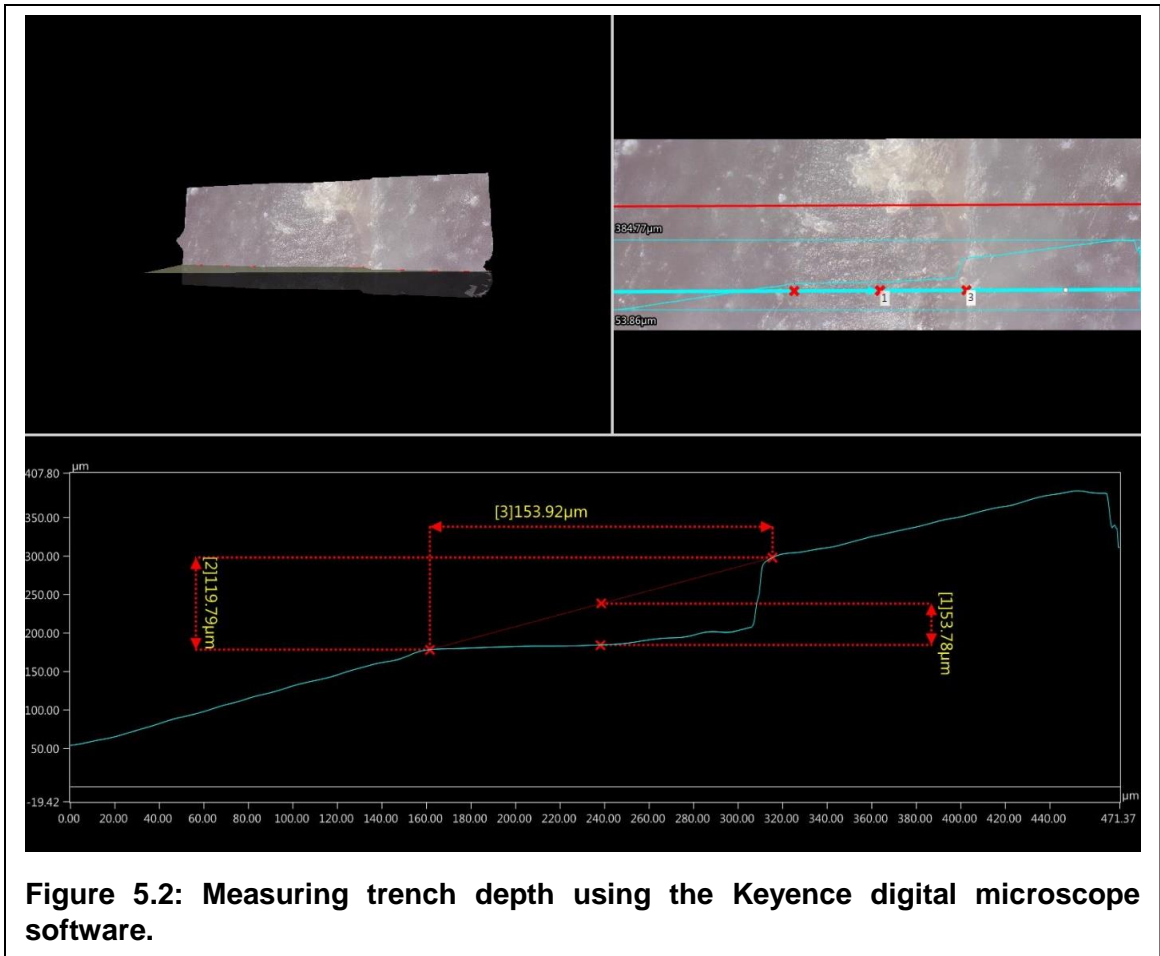 384.77µm
53.86µm
1
3
µm
407.80
350.00
300.00
250.00
200.00
150.00
100.00
50.00
-19.42
[3]153.92µm
[2]119.79µm
[1]53.78µm
µm
0.00 20.00 40.00 60.00 80.00 100.00 120.00 140.00 160.00 180.00 200.00 220.00 240.00 260.00 280.00 300.00 320.00 340.00 360.00 380.00 400.00 420.00 440.00 471.37
Figure 5.2: Measuring trench depth using the Keyence digital microscope
software.